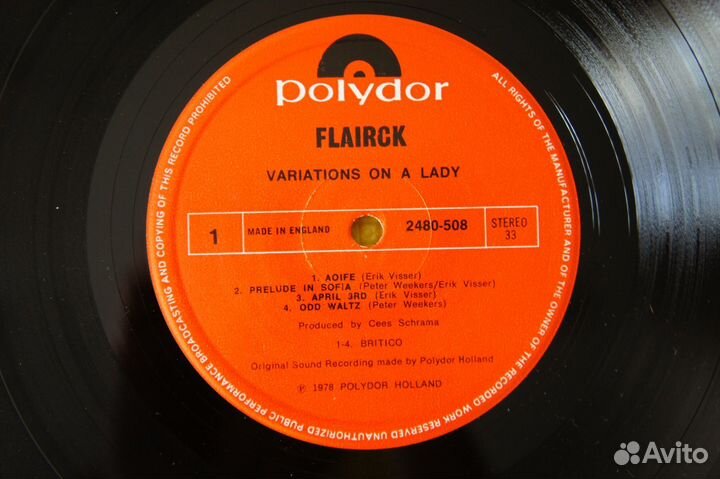 polydor
FLAIRCK
VARIATIONS ON A LADY
1
MADE IN ENGLAND
2480-508
STEREO
33
1. AOIFE (Erik Visser)
2. PRELUDE IN SOFIA (Peter Weekers/Erik Visser)
3. APRIL 3RD (Erik Visser)
4. ODD WALTZ (Peter Weekers)
Produced by Cees Schrama
1-4. BRITICO
Original Sound Recording made by Polydor Holland
℗ 1978 POLYDOR HOLLAND
ALL RIGHTS OF THE MANUFACTURER AND OF THE OWNER OF THE RECORDED WORK RESERVED UNAUTHORIZED PUBLIC PERFORMANCE BROADCASTING AND COPYING OF THIS RECORD PROHIBITED
Avito